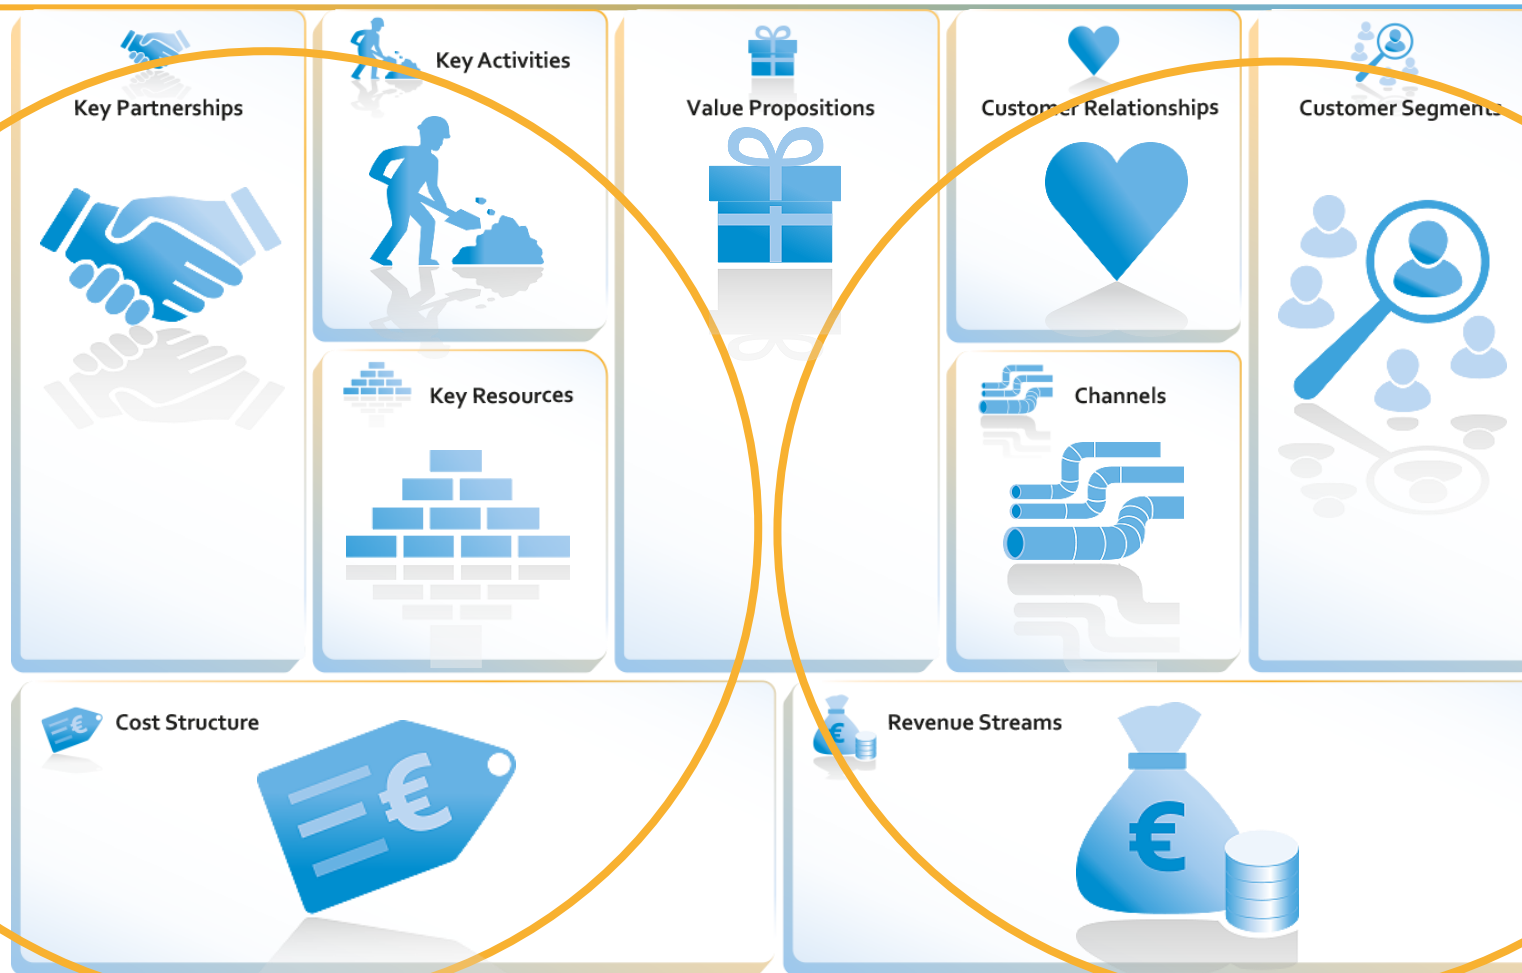 Key Partnerships
Key Activities
Key Resources
Value Propositions
Customer Relationships
Channels
Customer Segments
Cost Structure
€
Revenue Streams
€